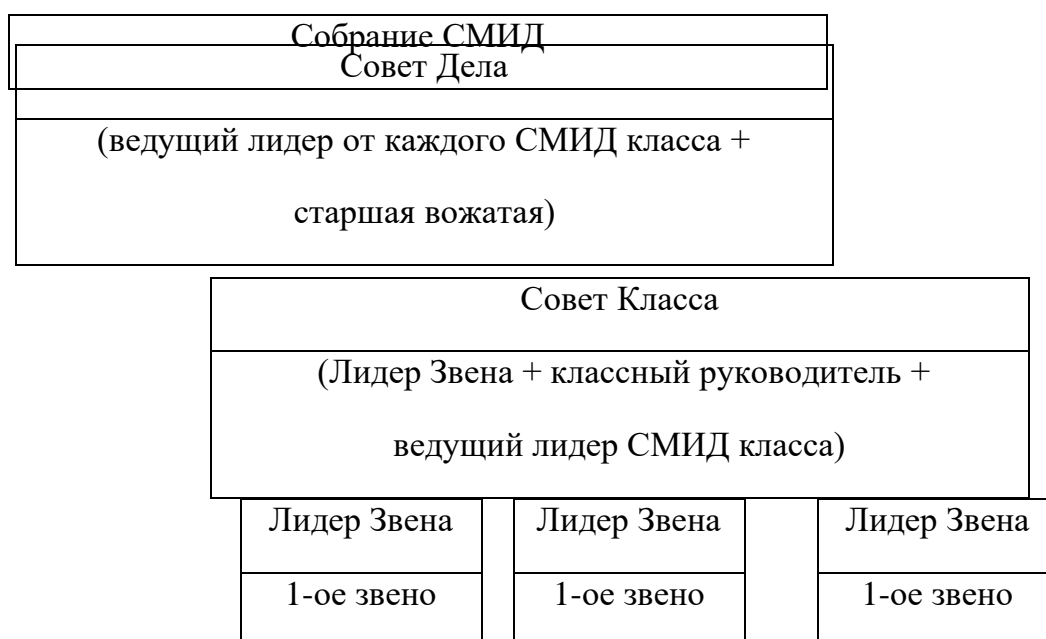 Собрание СМИД
Совет Дела
(ведущий лидер от каждого СМИД класса +
старшая вожатая)
Совет Класса
(Лидер Звена + классный руководитель +
ведущий лидер СМИД класса)
Лидер Звена Лидер Звена Лидер Звена
1-ое звено 1-ое звено 1-ое звено